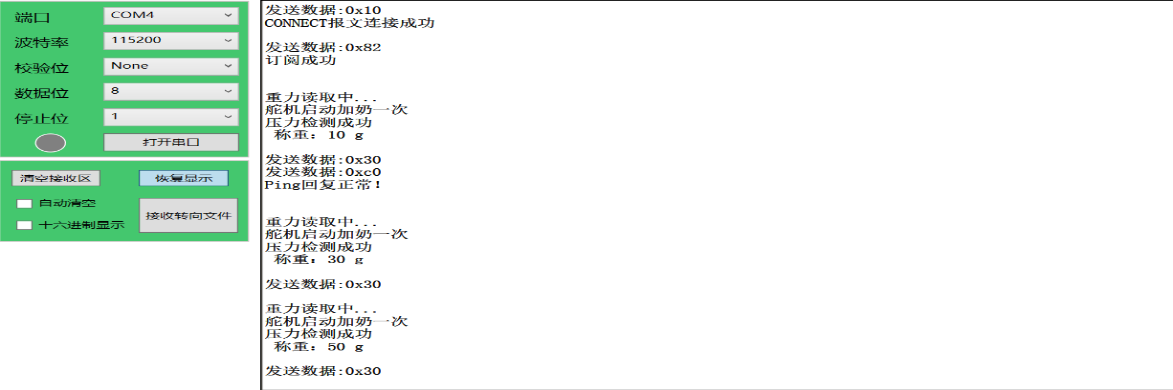 端口 COM4
波特率 115200
校验位 None
数据位 8
停止位 1
打开串口
清空接收区 恢复显示
自动清空
接收转向文件
十六进制显示
发送数据:0x10
CONNECT报文连接成功
发送数据:0x82
订阅成功
重力读取中...
舵机启动加奶一次
压力检测成功
称重：10 g
发送数据:0x30
发送数据:0xc0
Ping回复正常!
重力读取中...
舵机启动加奶一次
压力检测成功
称重：30 g
发送数据:0x30
重力读取中...
舵机启动加奶一次
压力检测成功
称重：50 g
发送数据:0x30